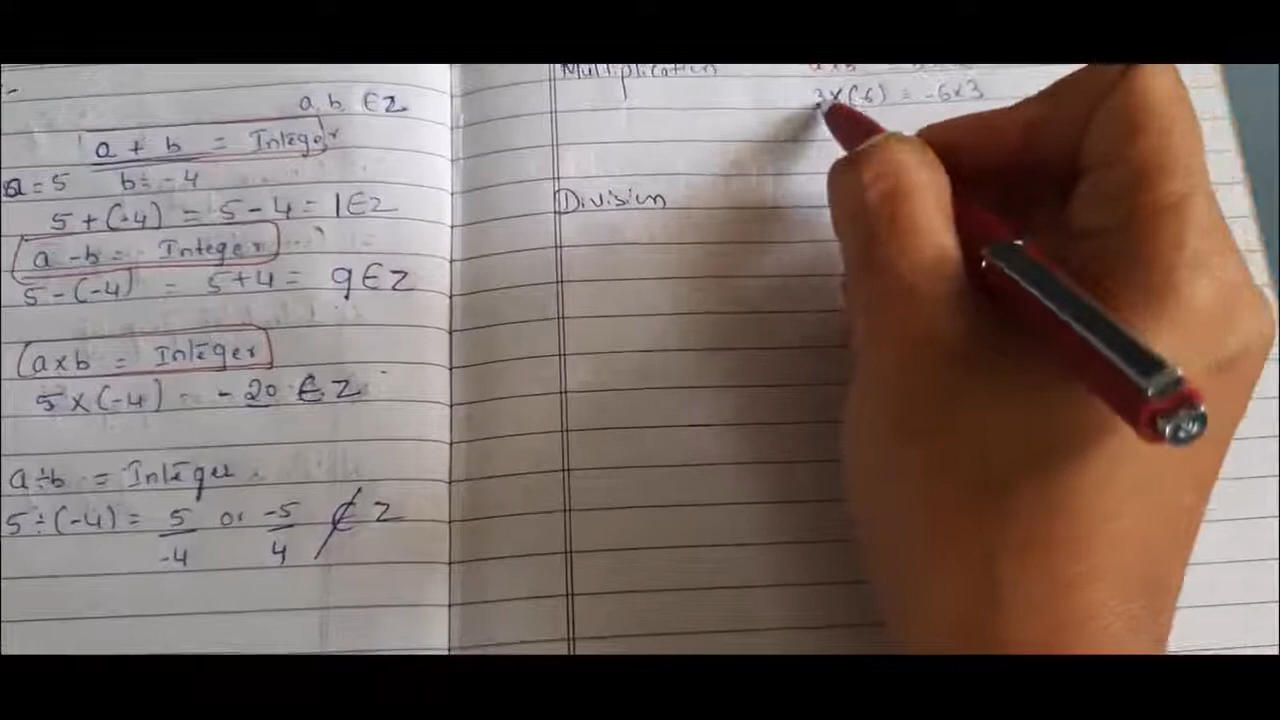 a, b ∈ Z
a + b = Integer
a = 5 b = -4
5 + (-4) = 5 - 4 = 1 ∈ Z
a - b = Integer
5 - (-4) = 5 + 4 = 9 ∈ Z
a × b = Integer
5 × (-4) = -20 ∈ Z
a ÷ b = Integer
5 ÷ (-4) = 5/-4 or -5/4 ∉ Z
Multiplication
3 × (-6) = -6 × 3
Division